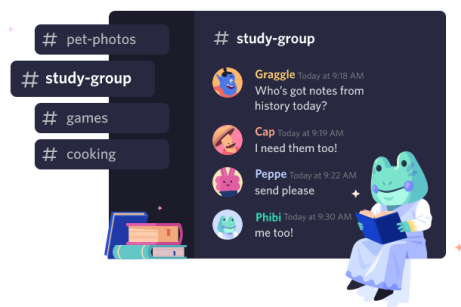 # pet-photos
# study-group
# games
# cooking
# study-group
Graggle Today at 9:18 AM
Who's got notes from
history today?
Cap Today at 9:19 AM
I need them too!
Peppe Today at 9:22 AM
send please
Phibi Today at 9:30 AM
me too!